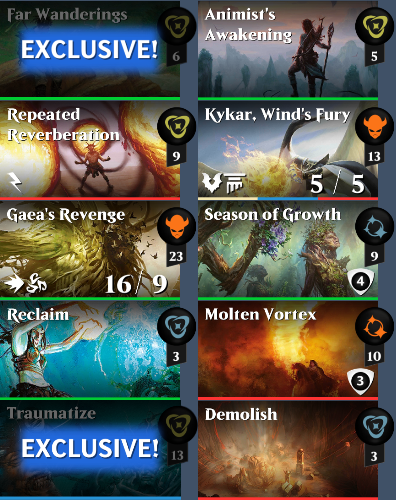 Far Wanderings
EXCLUSIVE!
6
Animist's
Awakening
5
Repeated
Reverberation
9
Kykar, Wind's Fury
5 / 5
13
Gaea's Revenge
16 / 9
23
Season of Growth
9
4
Reclaim
3
Molten Vortex
10
3
Traumatize
EXCLUSIVE!
13
Demolish
3